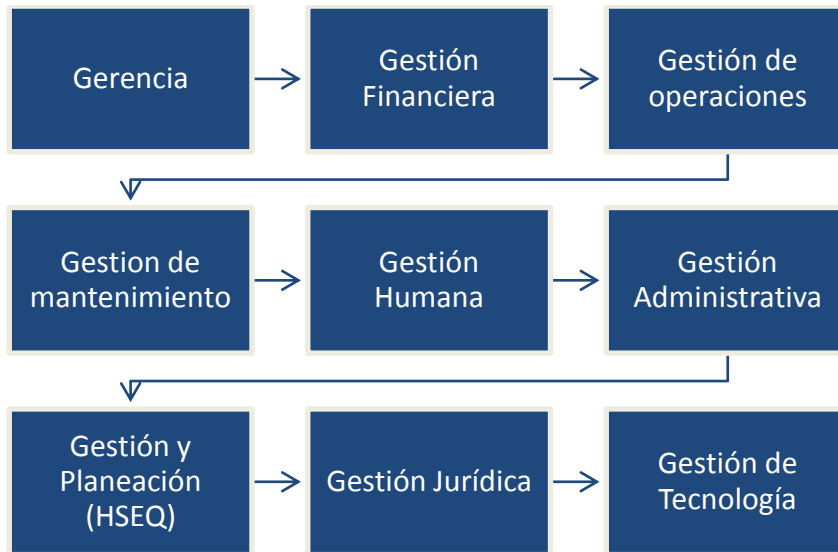 Gerencia
Gestión
Financiera
Gestión de
operaciones
Gestion de
mantenimiento
Gestión
Humana
Gestión
Administrativa
Gestión y
Planeación
(HSEQ)
Gestión Jurídica
Gestión de
Tecnología